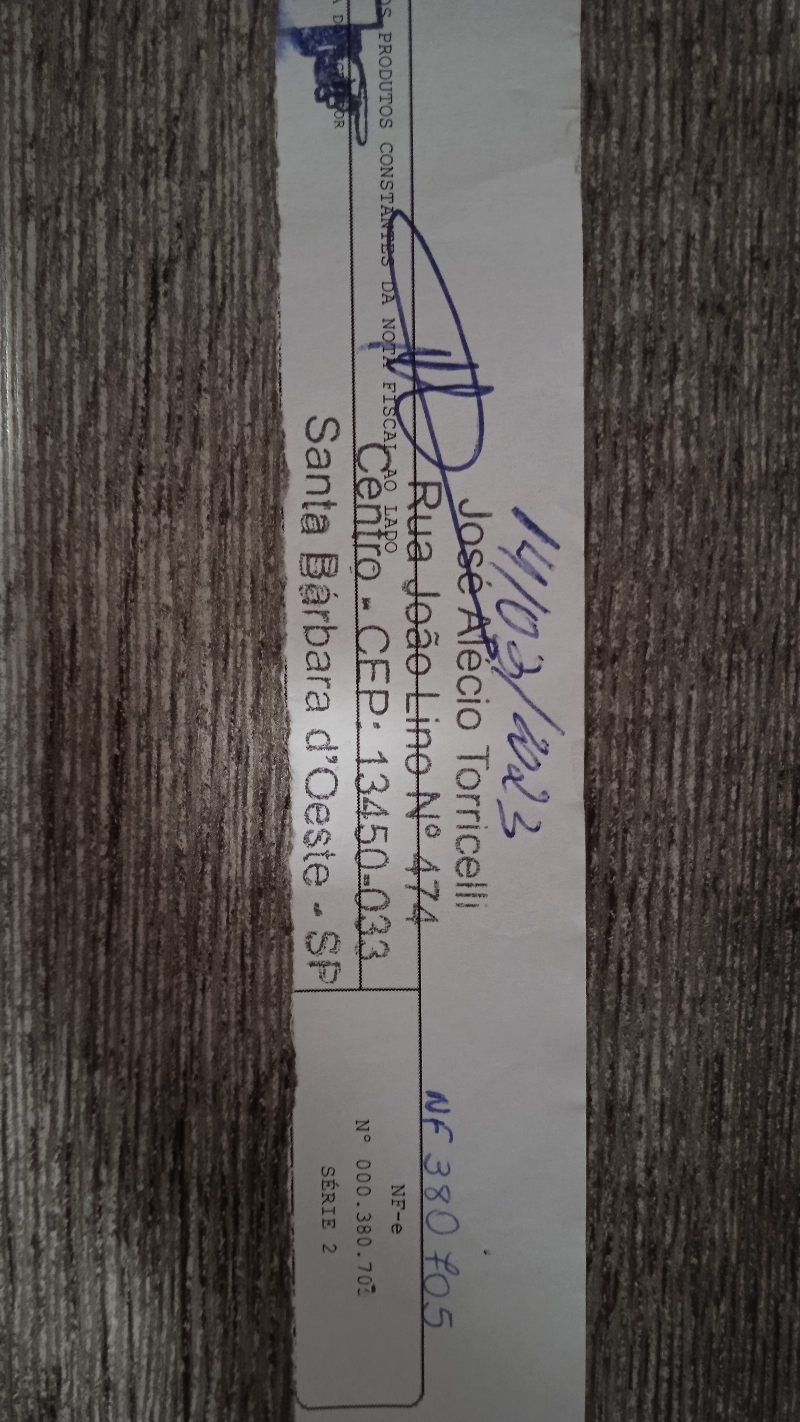 OS PRODUTOS CONSTANTES DA NOTA FISCAL AO LADO
14/03/2023
José Alécio Torricelli
Rua João Lino Nº 474
Centro - CEP: 13450-033
Santa Bárbara d'Oeste - SP
NF 380705
NF-e
Nº 000.380.70
SÉRIE 2